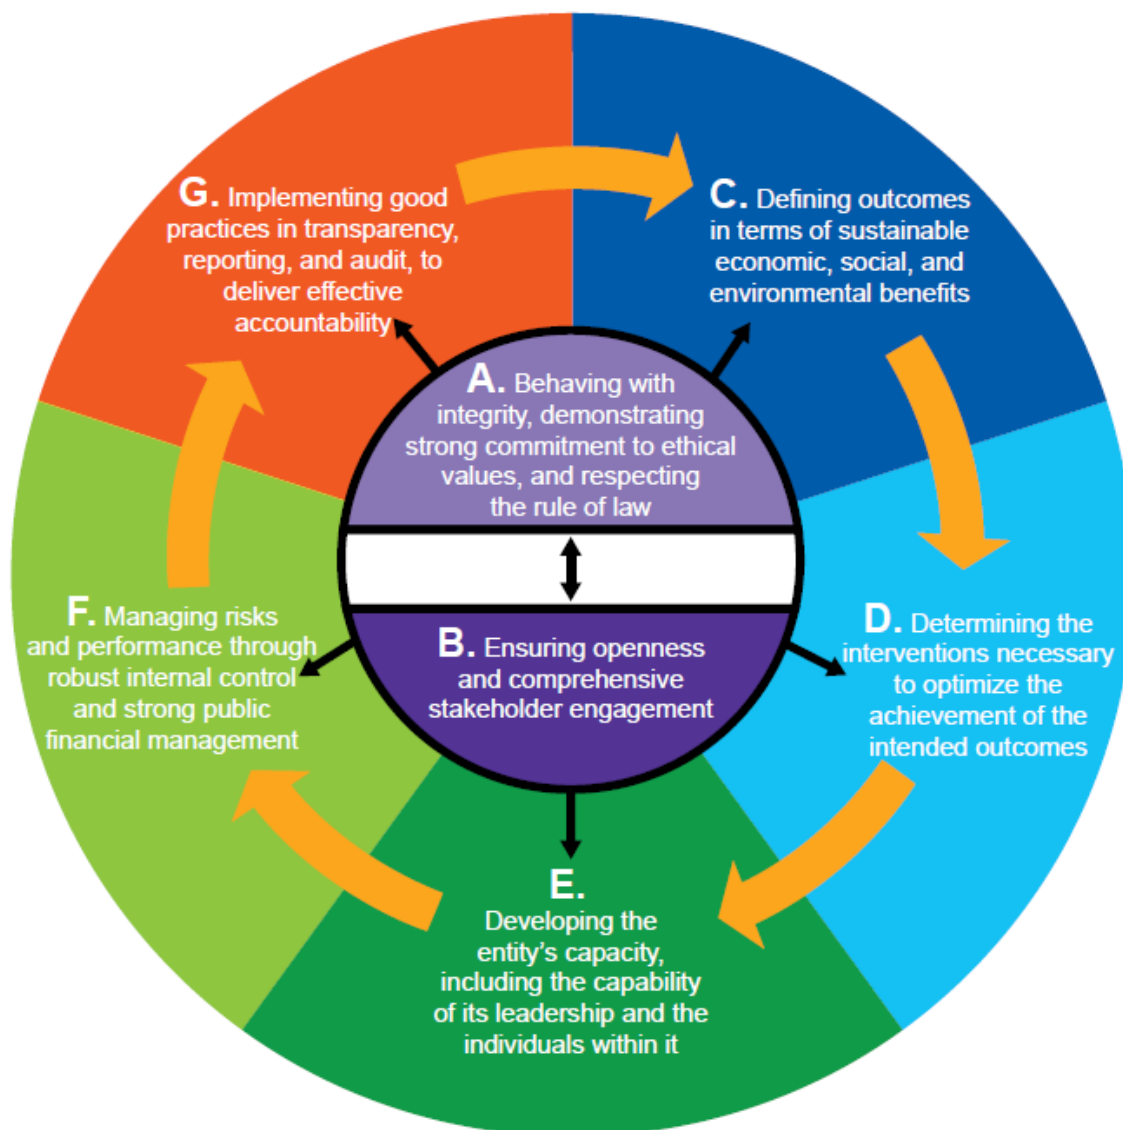 A. Behaving with
integrity, demonstrating
strong commitment to ethical
values, and respecting
the rule of law
B. Ensuring openness
and comprehensive
stakeholder engagement
C. Defining outcomes
in terms of sustainable
economic, social, and
environmental benefits
D. Determining the
interventions necessary
to optimize the
achievement of the
intended outcomes
E.
Developing the
entity's capacity,
including the capability
of its leadership and the
individuals within it
F. Managing risks
and performance through
robust internal control
and strong public
financial management
G. Implementing good
practices in transparency,
reporting, and audit, to
deliver effective
accountability